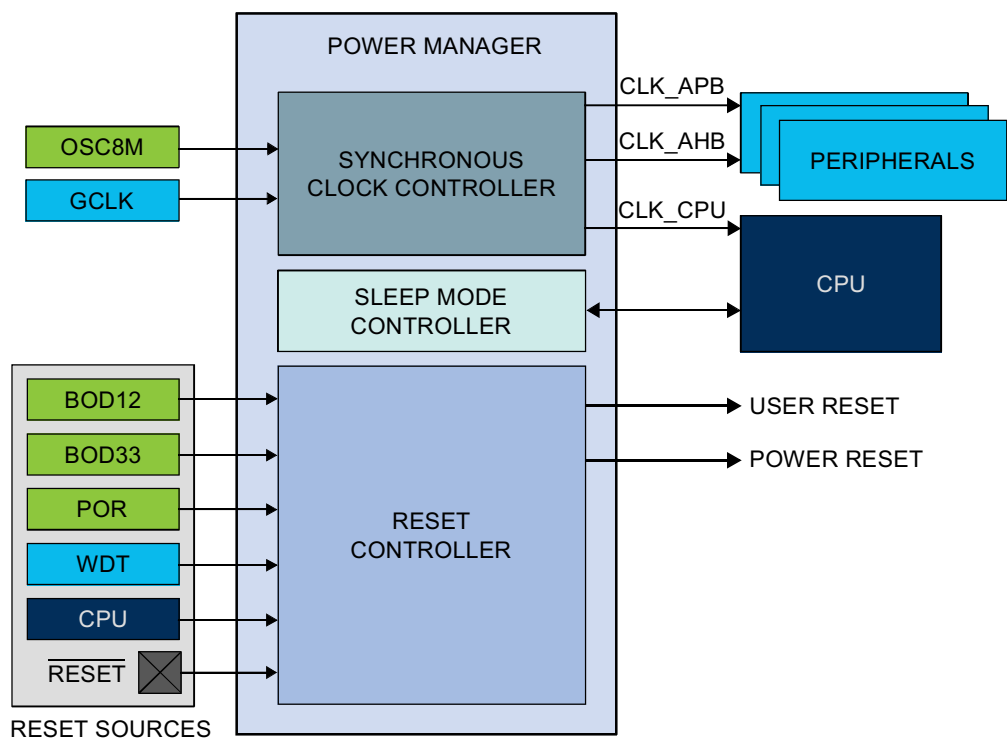 POWER MANAGER
OSC8M
GCLK
SYNCHRONOUS
CLOCK CONTROLLER
CLK_APB
CLK_AHB
CLK_CPU
PERIPHERALS
CPU
SLEEP MODE
CONTROLLER
BOD12
BOD33
POR
WDT
CPU
RESET
RESET SOURCES
RESET
CONTROLLER
USER RESET
POWER RESET